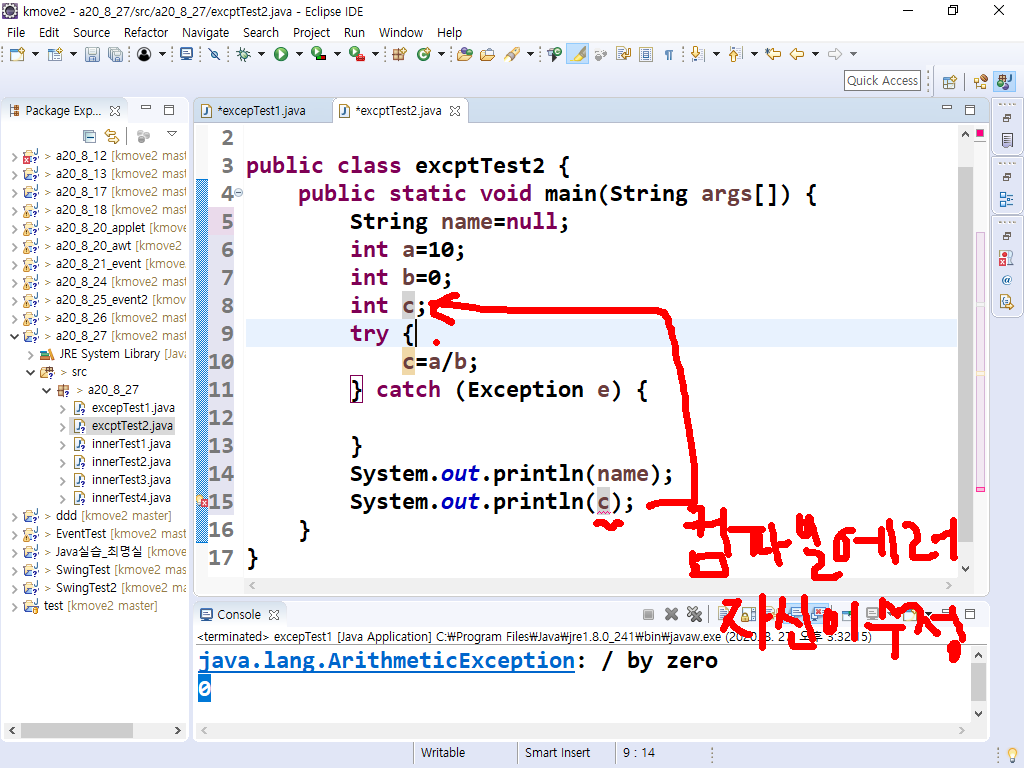 kmove2 - a20_8_27/src/a20_8_27/excptTest2.java - Eclipse IDE
File Edit Source Refactor Navigate Search Project Run Window Help
Quick Access
Package Exp...
*excepTest1.java
*excptTest2.java
> a20_8_12 [kmove2 mast
> a20_8_13 [kmove2 mast
> a20_8_17 [kmove2 mast
> a20_8_18 [kmove2 mast
> a20_8_20_applet [kmove
> a20_8_20_awt [kmove2
> a20_8_21_event [kmove
> a20_8_24 [kmove2 mast
> a20_8_25_event2 [kmov
> a20_8_26 [kmove2 mast
> a20_8_27 [kmove2 mast
JRE System Library [Java
> src
> a20_8_27
excepTest1.java
excptTest2.java
innerTest1.java
innerTest2.java
innerTest3.java
innerTest4.java
> ddd [kmove2 master]
> EventTest [kmove2 mast
> Java실습_최명실 [kmove
> SwingTest [kmove2 mas
> SwingTest2 [kmove2 ma
test [kmove2 master]
2
3 public class excptTest2 {
4 public static void main(String args[]) {
5 String name=null;
6 int a=10;
7 int b=0;
8 int c;
9 try {
10 c=a/b;
11 } catch (Exception e) {
12
13 }
14 System.out.println(name);
15 System.out.println(c);
16 }
17 }
컴파일에러
자신이수정
Console
<terminated> excepTest1 [Java Application] C:₩Program Files₩Java₩jre1.8.0_241₩bin₩javaw.exe (2020. 8. 27. 오후 3:32:15)
java.lang.ArithmeticException: / by zero
0
Writable
Smart Insert
9 : 14